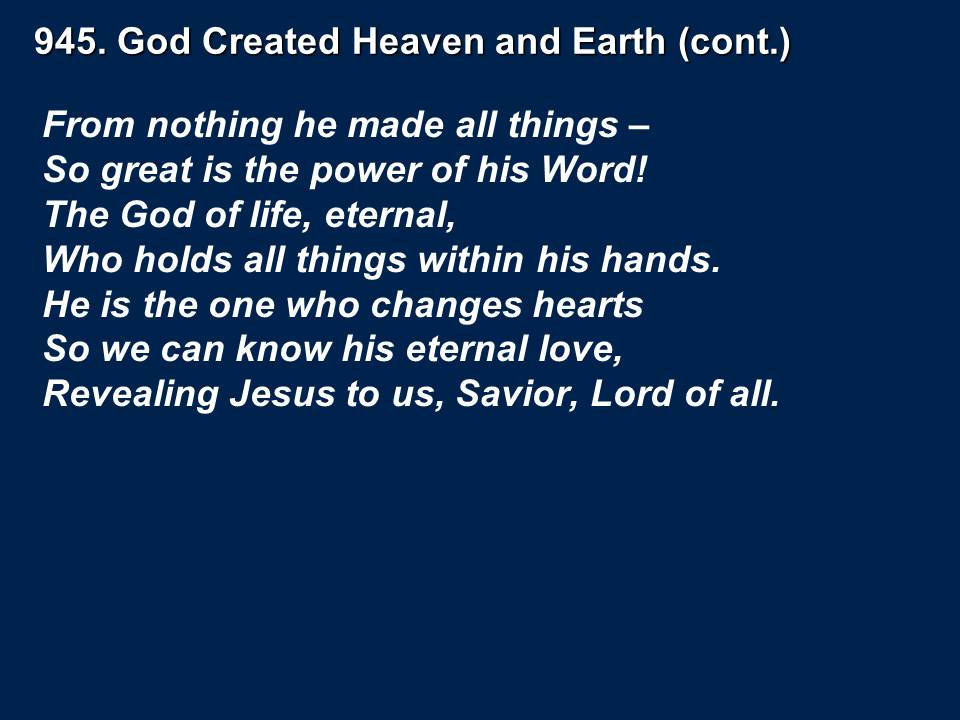 945. God Created Heaven and Earth (cont.)
From nothing he made all things –
So great is the power of his Word!
The God of life, eternal,
Who holds all things within his hands.
He is the one who changes hearts
So we can know his eternal love,
Revealing Jesus to us, Savior, Lord of all.